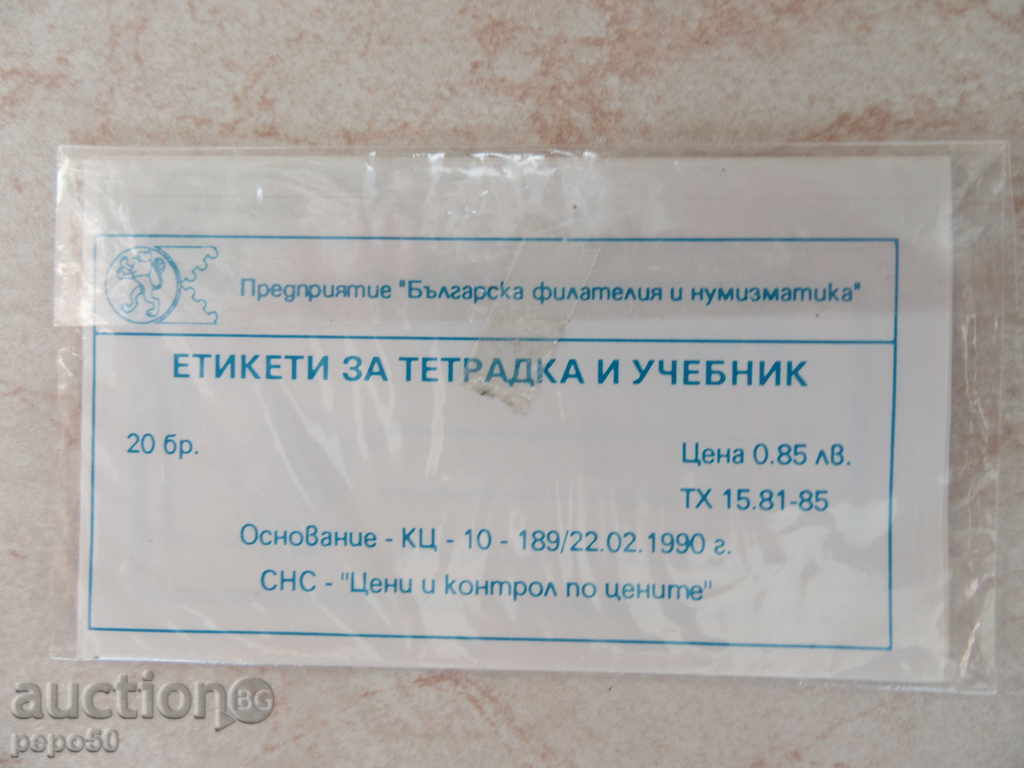 Предприятие "Българска филателия и нумизматика"
ЕТИКЕТИ ЗА ТЕТРАДКА И УЧЕБНИК
20 бр.
Цена 0.85 лв.
ТХ 15.81-85
Основание - КЦ - 10 - 189/22.02.1990 г.
СНС - "Цени и контрол по цените"
auctionBG
pepo50